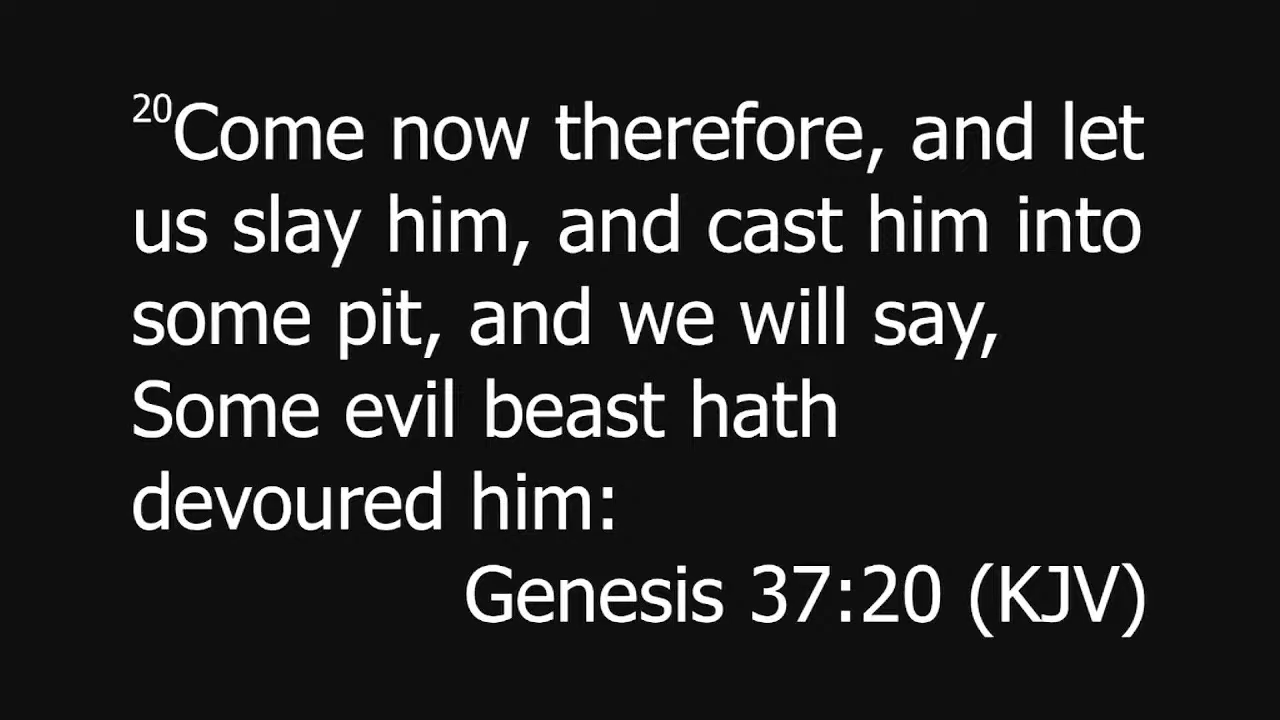 20Come now therefore, and let
us slay him, and cast him into
some pit, and we will say,
Some evil beast hath
devoured him:
Genesis 37:20 (KJV)